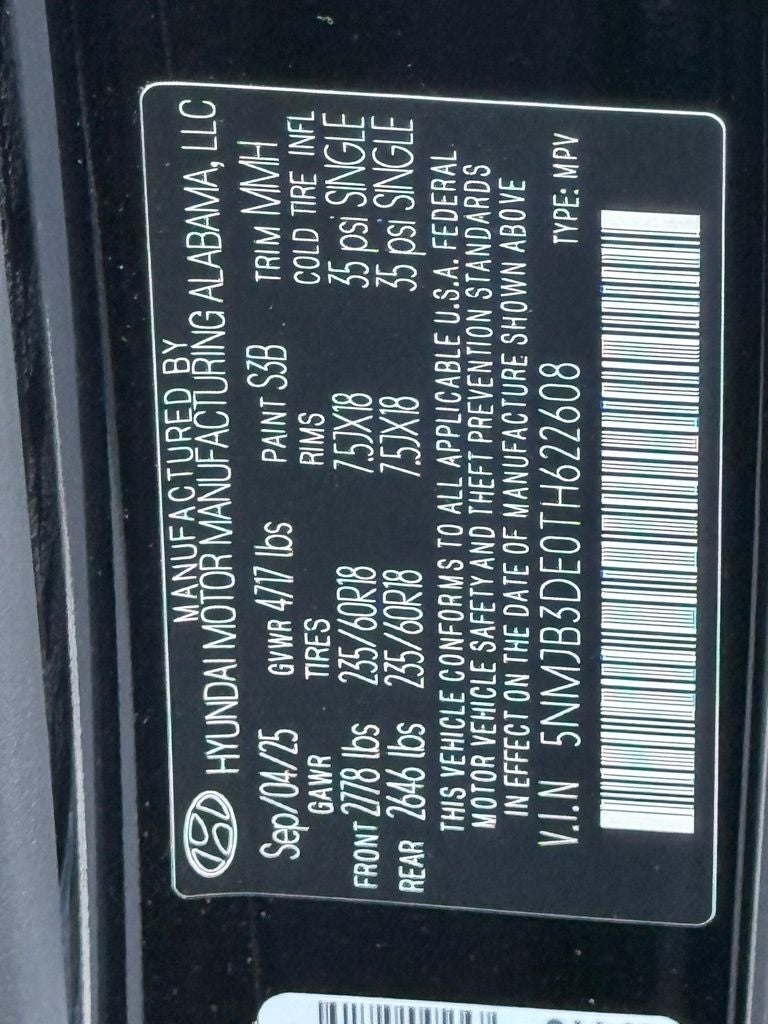 MANUFACTURED BY
HYUNDAI MOTOR MANUFACTURING ALABAMA, LLC
Sep/04/25 GVWR 4717 lbs PAINT S3B TRIM MMH
GAWR TIRES RIMS COLD TIRE INFL
FRONT 2778 lbs 235/60R18 7.5JX18 35 psi SINGLE
REAR 2646 lbs 235/60R18 7.5JX18 35 psi SINGLE
THIS VEHICLE CONFORMS TO ALL APPLICABLE U.S.A. FEDERAL
MOTOR VEHICLE SAFETY AND THEFT PREVENTION STANDARDS
IN EFFECT ON THE DATE OF MANUFACTURE SHOWN ABOVE
V.I.N 5NMJB3DE0TH622608 TYPE: MPV